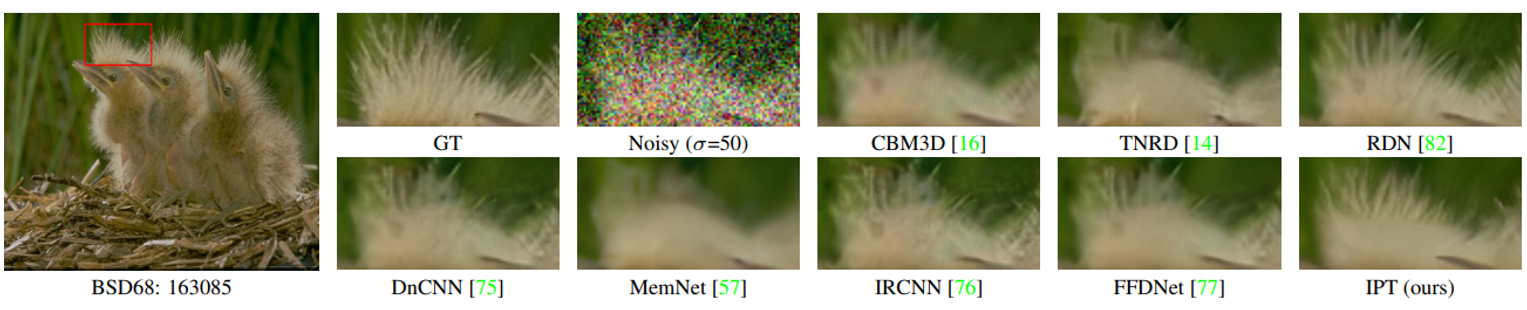 GT
Noisy (σ=50)
CBM3D [16]
TNRD [14]
RDN [82]
BSD68: 163085
DnCNN [75]
MemNet [57]
IRCNN [76]
FFDNet [77]
IPT (ours)